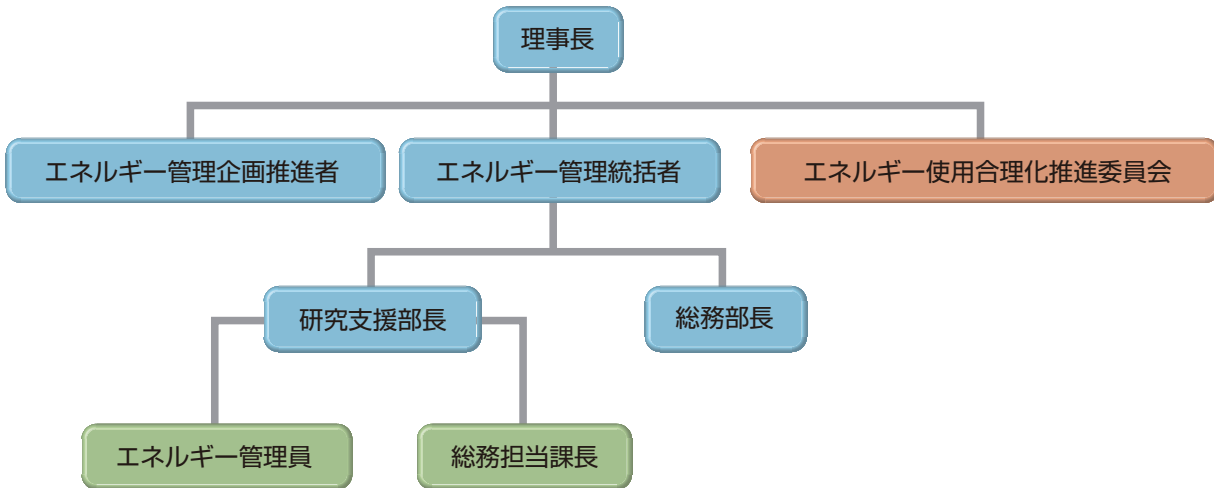 理事長
エネルギー管理企画推進者
エネルギー管理統括者
エネルギー使用合理化推進委員会
研究支援部長
総務部長
エネルギー管理員
総務担当課長